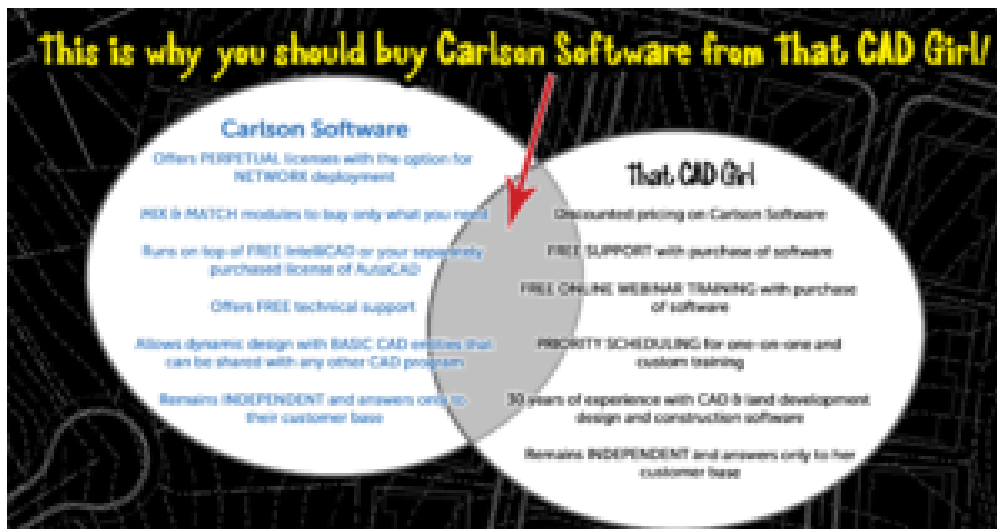 This is why you should buy Carlson Software from That CAD Girl!
Carlson Software
Offers PERPETUAL licenses with the option for
NETWORK deployment
MIX & MATCH modules to buy only what you need
Runs on top of FREE IntelliCAD or your separately
purchased license of AutoCAD
Offers FREE technical support
Allows dynamic design with BASIC CAD entities that
can be shared with any other CAD program
Remains INDEPENDENT and answers only to
their customer base
That CAD Girl
Discounted pricing on Carlson Software
FREE SUPPORT with purchase of software
FREE ONLINE WEBINAR TRAINING with purchase
of software
PRIORITY SCHEDULING for one-on-one and
custom training
30 years of experience with CAD & land development
design and construction software
Remains INDEPENDENT and answers only to her
customer base